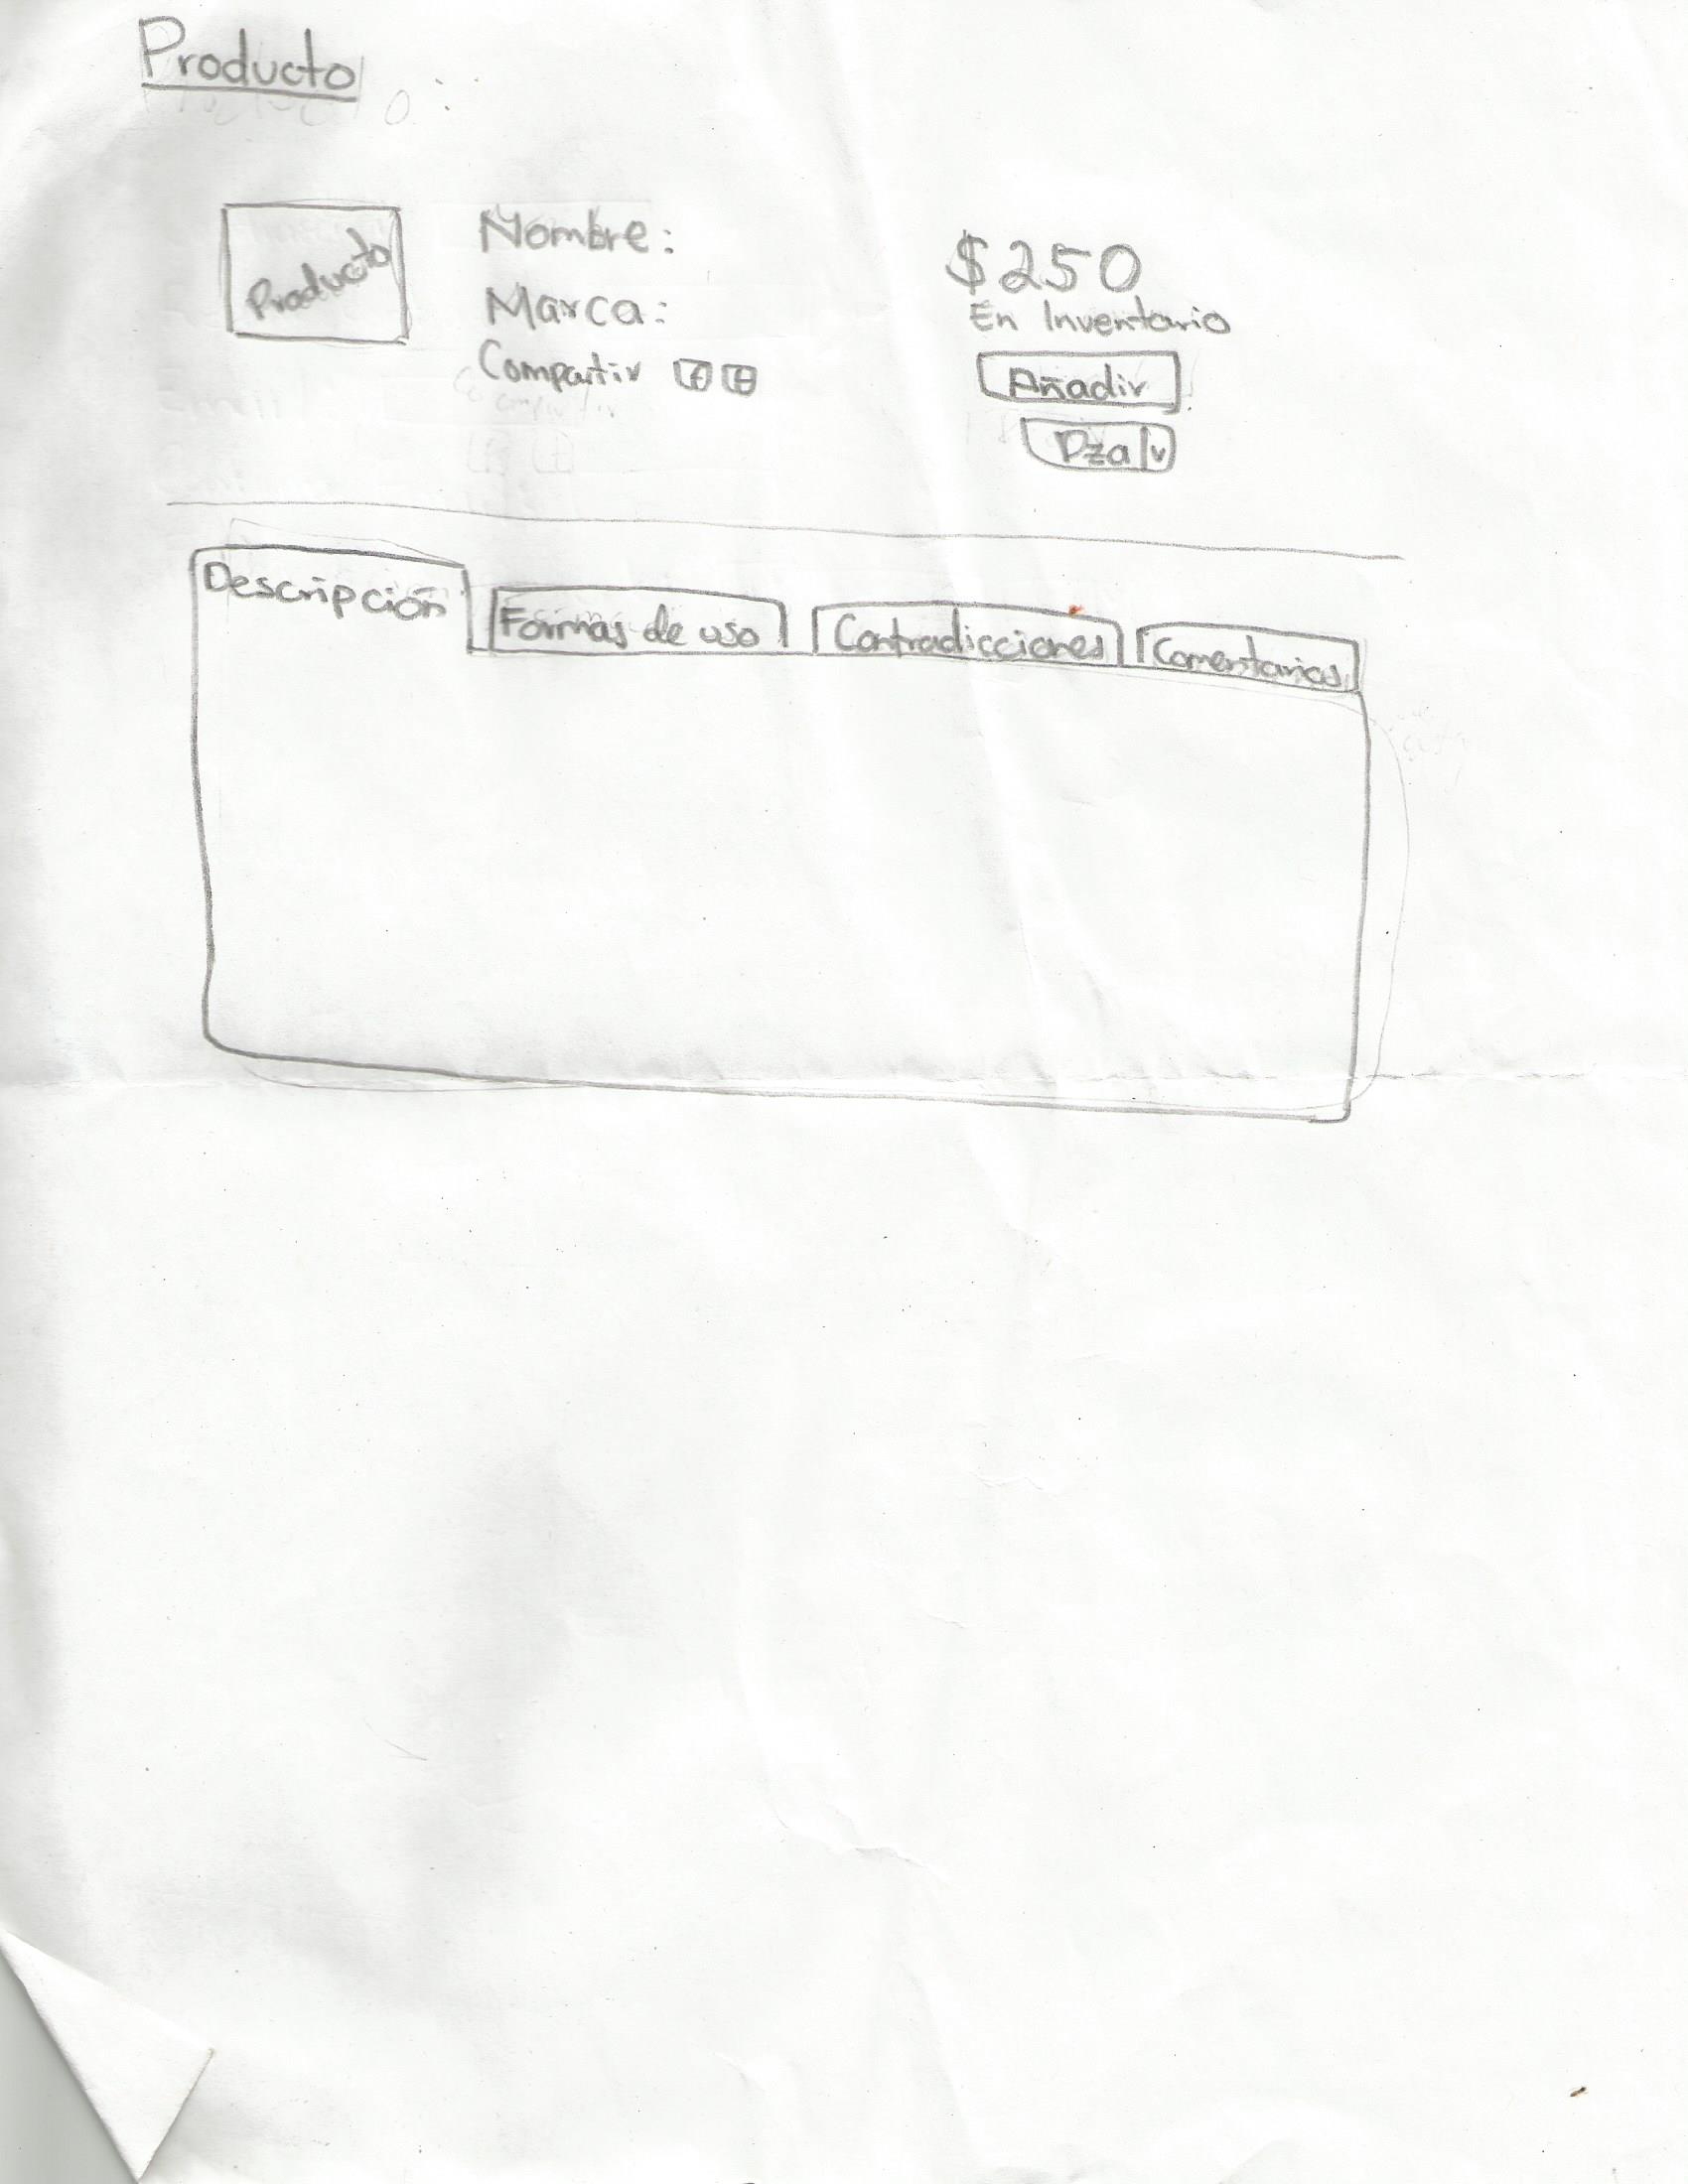 Producto
Producto
Nombre:
Marca:
Compartir
$250
En Inventario
Añadir
Pza v
Descripción
Formas de uso
Contradicciones
Comentarios